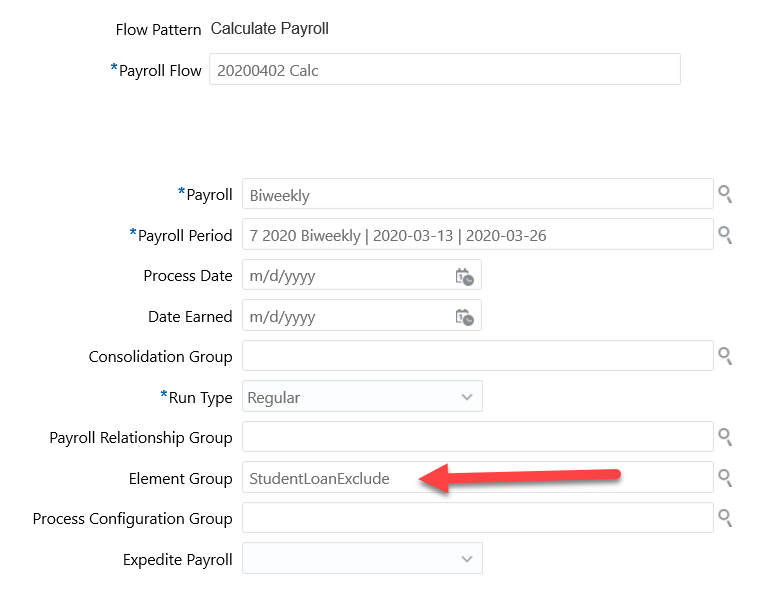 Flow Pattern Calculate Payroll
*Payroll Flow 20200402 Calc
*Payroll Biweekly
*Payroll Period 7 2020 Biweekly | 2020-03-13 | 2020-03-26
Process Date m/d/yyyy
Date Earned m/d/yyyy
Consolidation Group
*Run Type Regular
Payroll Relationship Group
Element Group StudentLoanExclude
Process Configuration Group
Expedite Payroll